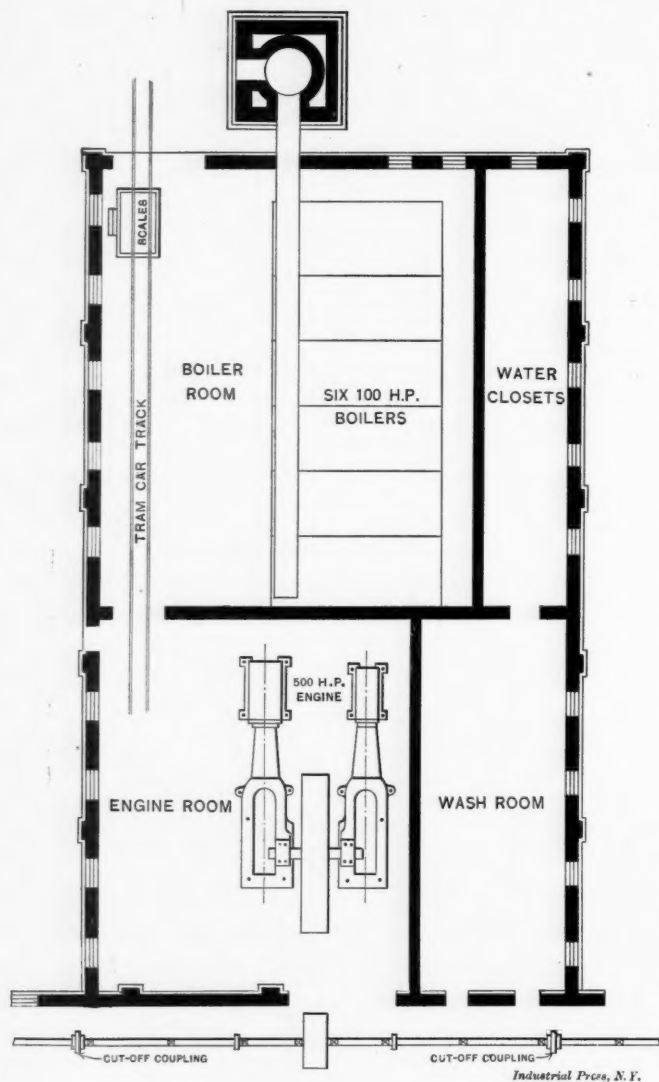 SCALES
BOILER
ROOM
SIX 100 H.P.
BOILERS
WATER
CLOSETS
TRAM CAR TRACK
500 H.P.
ENGINE
ENGINE ROOM
WASH ROOM
CUT-OFF COUPLING
CUT-OFF COUPLING
Industrial Press, N.Y.